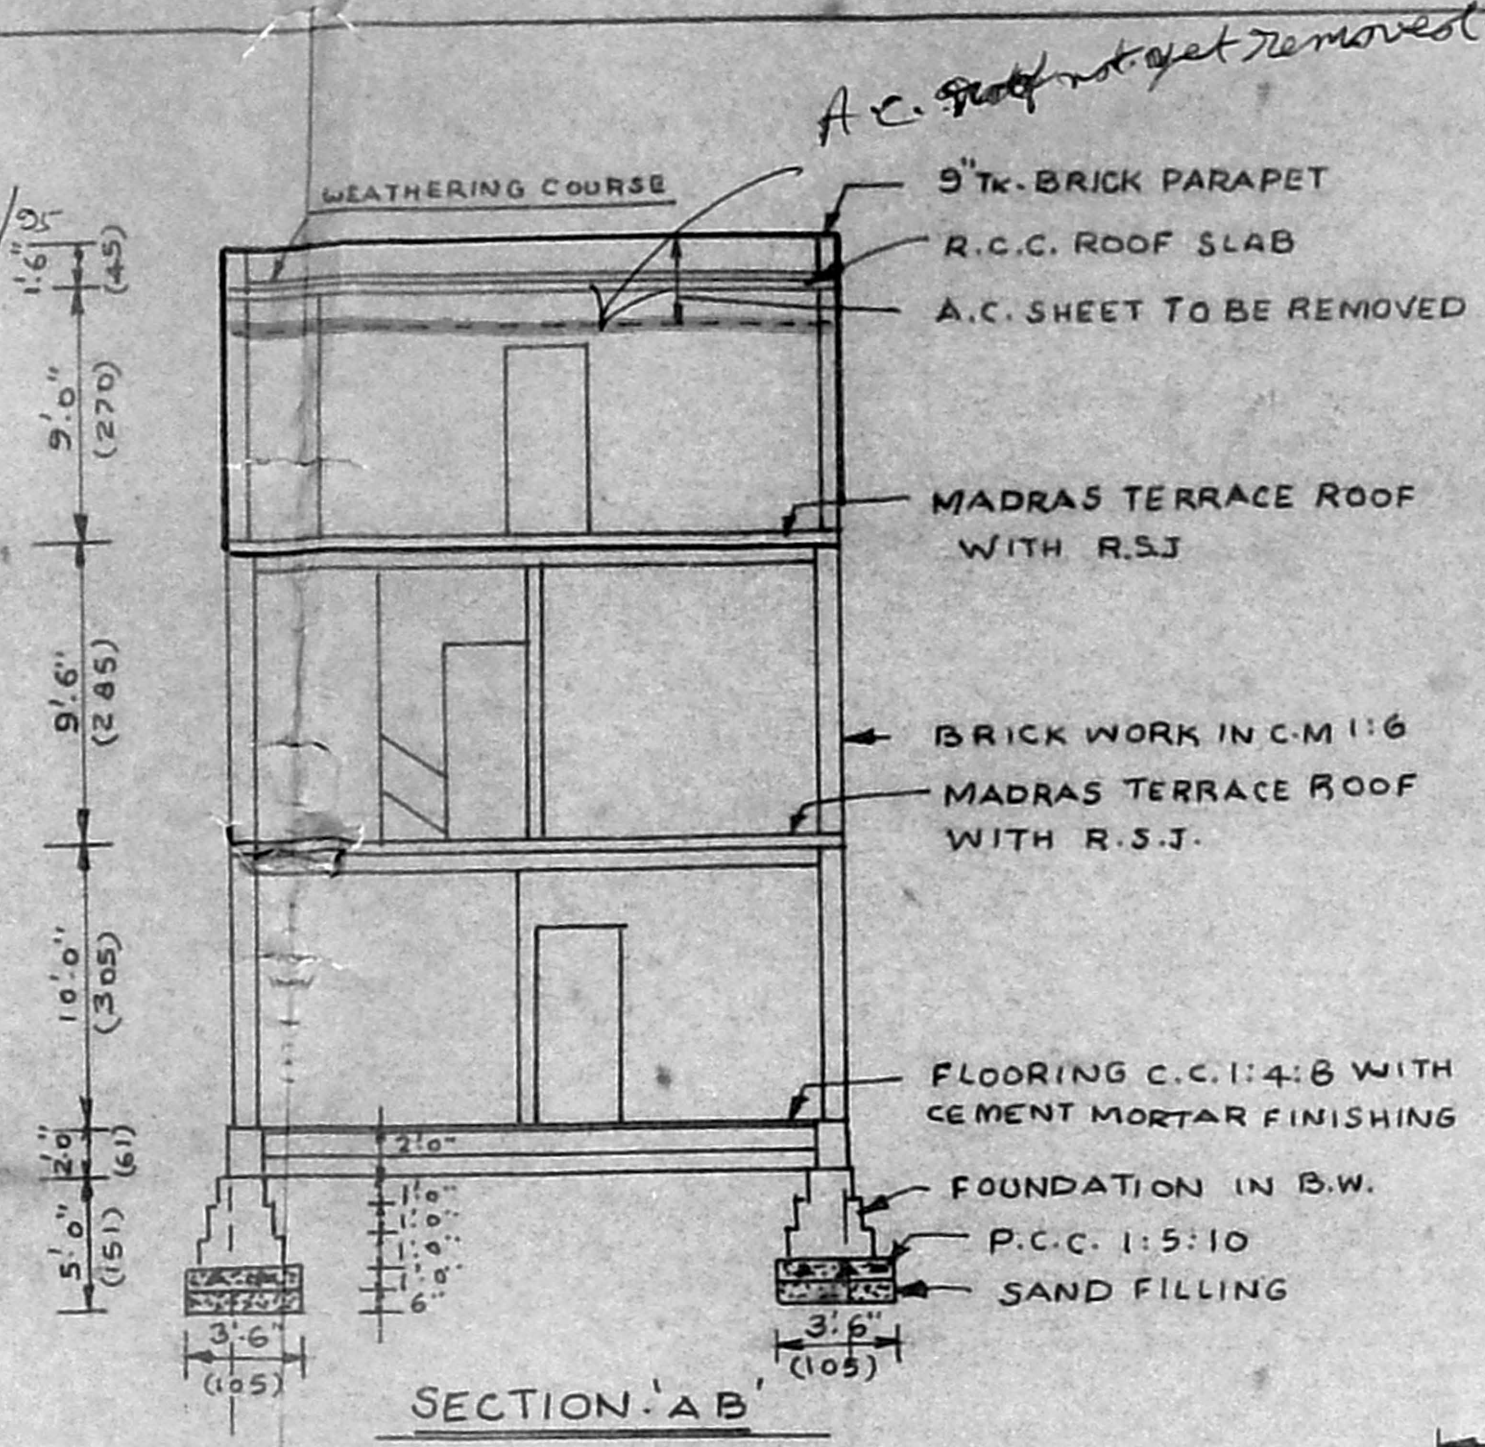 A.C. roof not yet removed
WEATHERING COURSE
9" TK. BRICK PARAPET
R.C.C. ROOF SLAB
A.C. SHEET TO BE REMOVED
MADRAS TERRACE ROOF
WITH R.S.J
BRICK WORK IN C.M 1:6
MADRAS TERRACE ROOF
WITH R.S.J.
FLOORING C.C. 1:4:8 WITH
CEMENT MORTAR FINISHING
FOUNDATION IN B.W.
P.C.C. 1:5:10
SAND FILLING
/95
1'.6"
(45)
9'.0"
(270)
9'.6"
(285)
10'.0"
(305)
2'.0"
(61)
5'.0"
(151)
2'.0"
1'.0"
1'.0"
1'.0"
1'.0"
6"
3'.6"
(105)
3'.6"
(105)
SECTION.'AB'